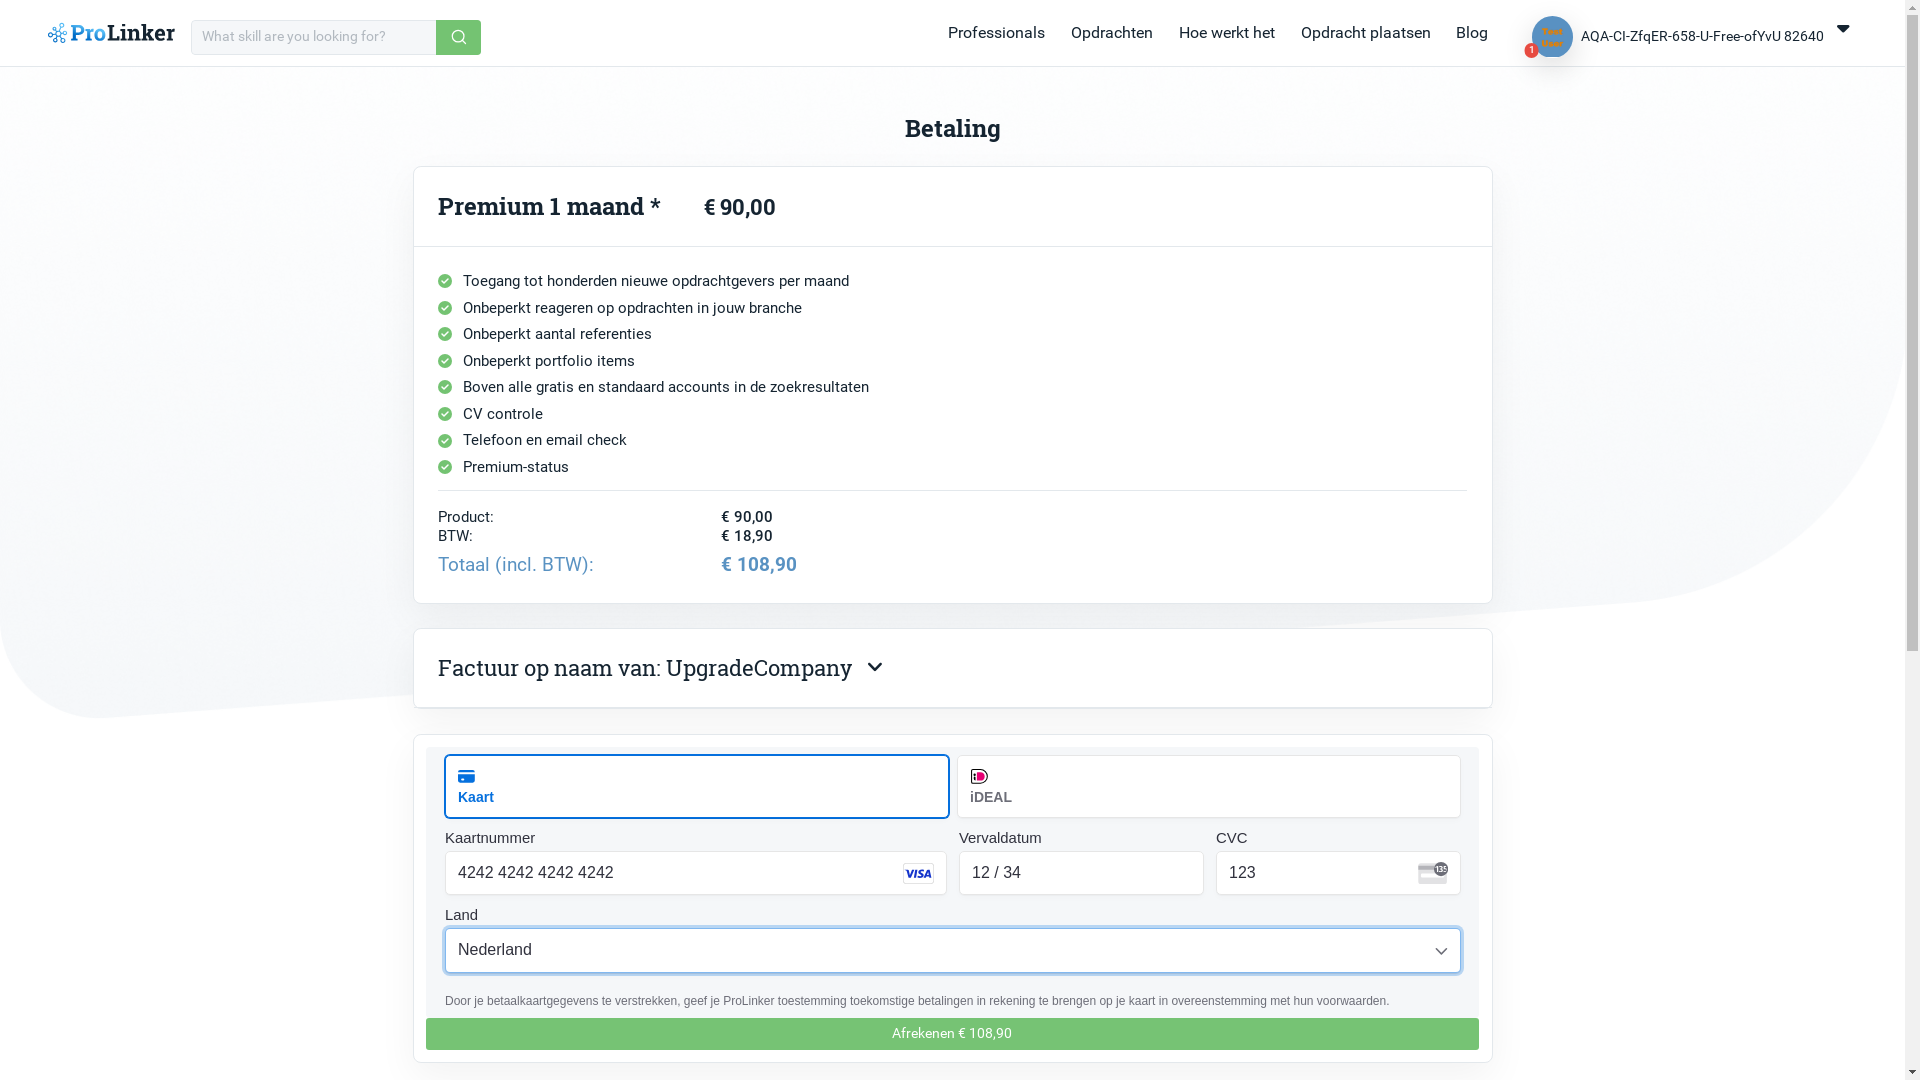 ProLinker
What skill are you looking for?
Professionals
Opdrachten
Hoe werkt het
Opdracht plaatsen
Blog
Test
User
1
AQA-CI-ZfqER-658-U-Free-ofYvU 82640
Betaling
Premium 1 maand * € 90,00
Toegang tot honderden nieuwe opdrachtgevers per maand
Onbeperkt reageren op opdrachten in jouw branche
Onbeperkt aantal referenties
Onbeperkt portfolio items
Boven alle gratis en standaard accounts in de zoekresultaten
CV controle
Telefoon en email check
Premium-status
Product: € 90,00
BTW: € 18,90
Totaal (incl. BTW): € 108,90
Factuur op naam van: UpgradeCompany
Kaart
iDEAL
Kaartnummer
Vervaldatum
CVC
4242 4242 4242 4242
VISA
12 / 34
123
135
Land
Nederland
Door je betaalkaartgegevens te verstrekken, geef je ProLinker toestemming toekomstige betalingen in rekening te brengen op je kaart in overeenstemming met hun voorwaarden.
Afrekenen € 108,90